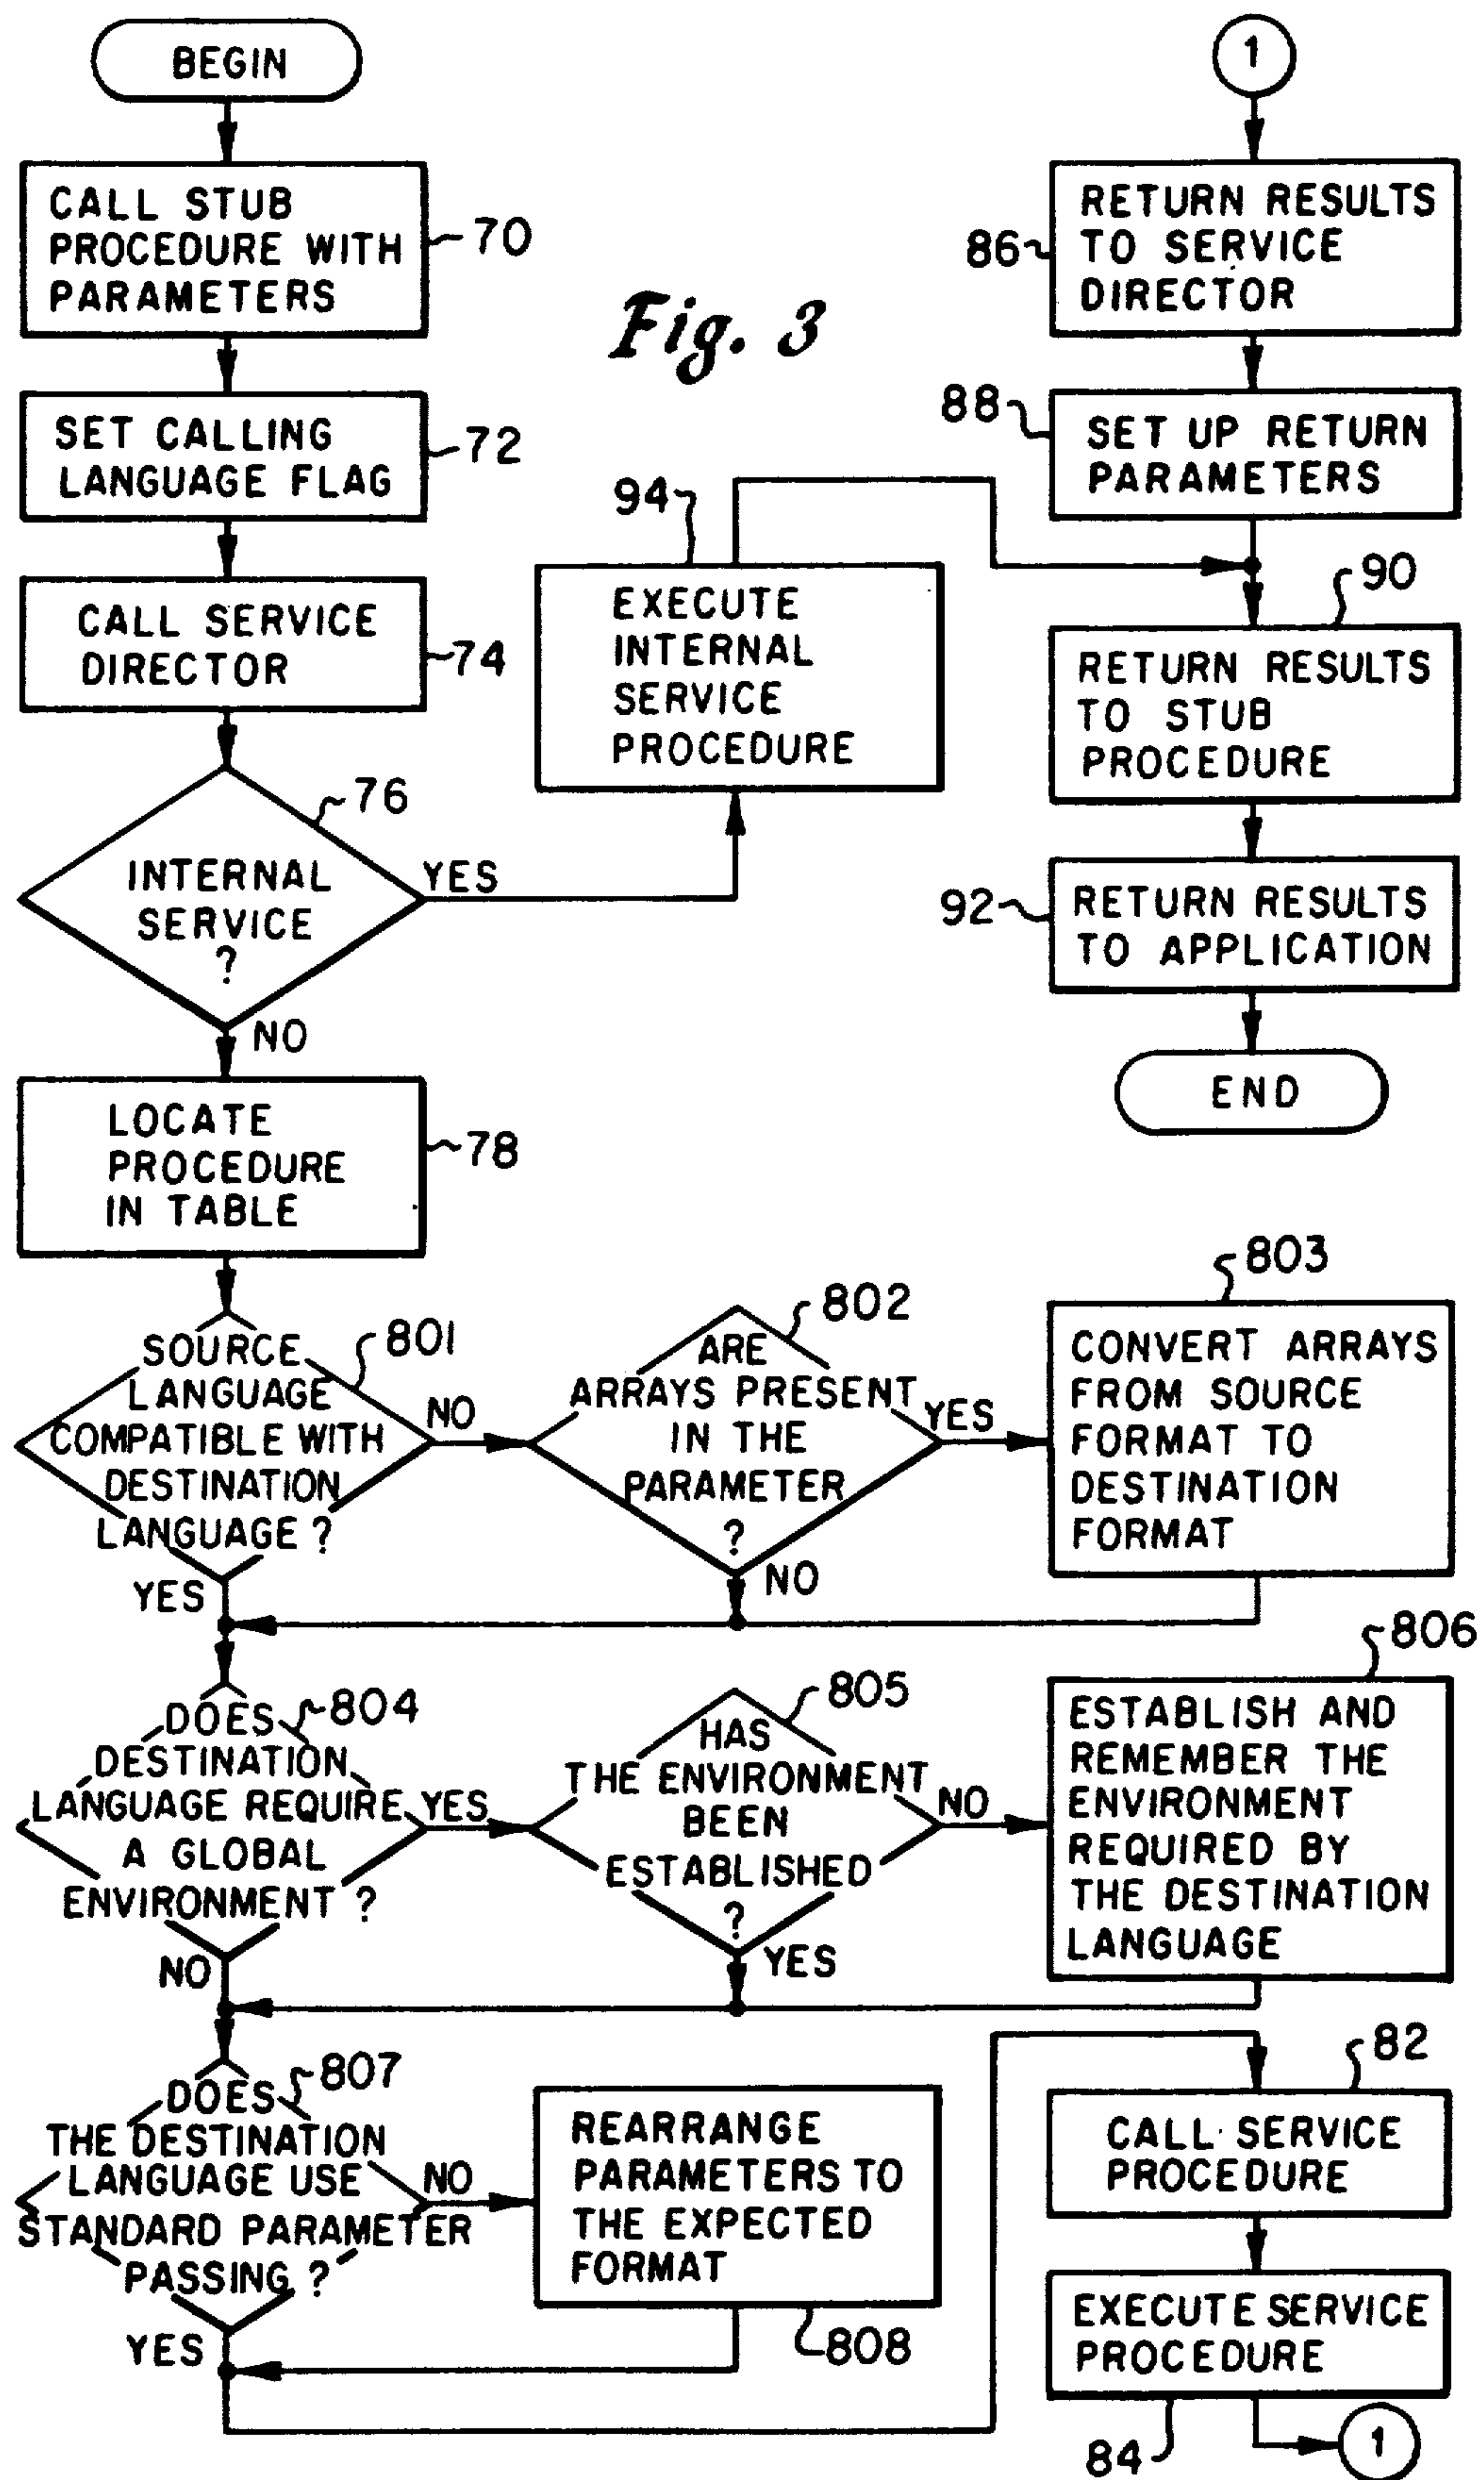 BEGIN
CALL STUB
PROCEDURE WITH
PARAMETERS
70
SET CALLING
LANGUAGE FLAG
72
CALL SERVICE
DIRECTOR
74
INTERNAL
SERVICE
?
76
YES
NO
EXECUTE
INTERNAL
SERVICE
PROCEDURE
94
LOCATE
PROCEDURE
IN TABLE
78
SOURCE
LANGUAGE
COMPATIBLE WITH
DESTINATION
LANGUAGE ?
801
NO
YES
ARE
ARRAYS PRESENT
IN THE
PARAMETER
?
802
YES
NO
CONVERT ARRAYS
FROM SOURCE
FORMAT TO
DESTINATION
FORMAT
803
DOES
DESTINATION
LANGUAGE REQUIRE
A GLOBAL
ENVIRONMENT ?
804
YES
NO
HAS
THE ENVIRONMENT
BEEN
ESTABLISHED
?
805
NO
YES
ESTABLISH AND
REMEMBER THE
ENVIRONMENT
REQUIRED BY
THE DESTINATION
LANGUAGE
806
DOES
THE DESTINATION
LANGUAGE USE
STANDARD PARAMETER
PASSING ?
807
NO
YES
REARRANGE
PARAMETERS TO
THE EXPECTED
FORMAT
808
CALL SERVICE
PROCEDURE
82
EXECUTE SERVICE
PROCEDURE
84
1
Fig. 3
1
RETURN RESULTS
TO SERVICE
DIRECTOR
86
SET UP RETURN
PARAMETERS
88
RETURN RESULTS
TO STUB
PROCEDURE
90
RETURN RESULTS
TO APPLICATION
92
END